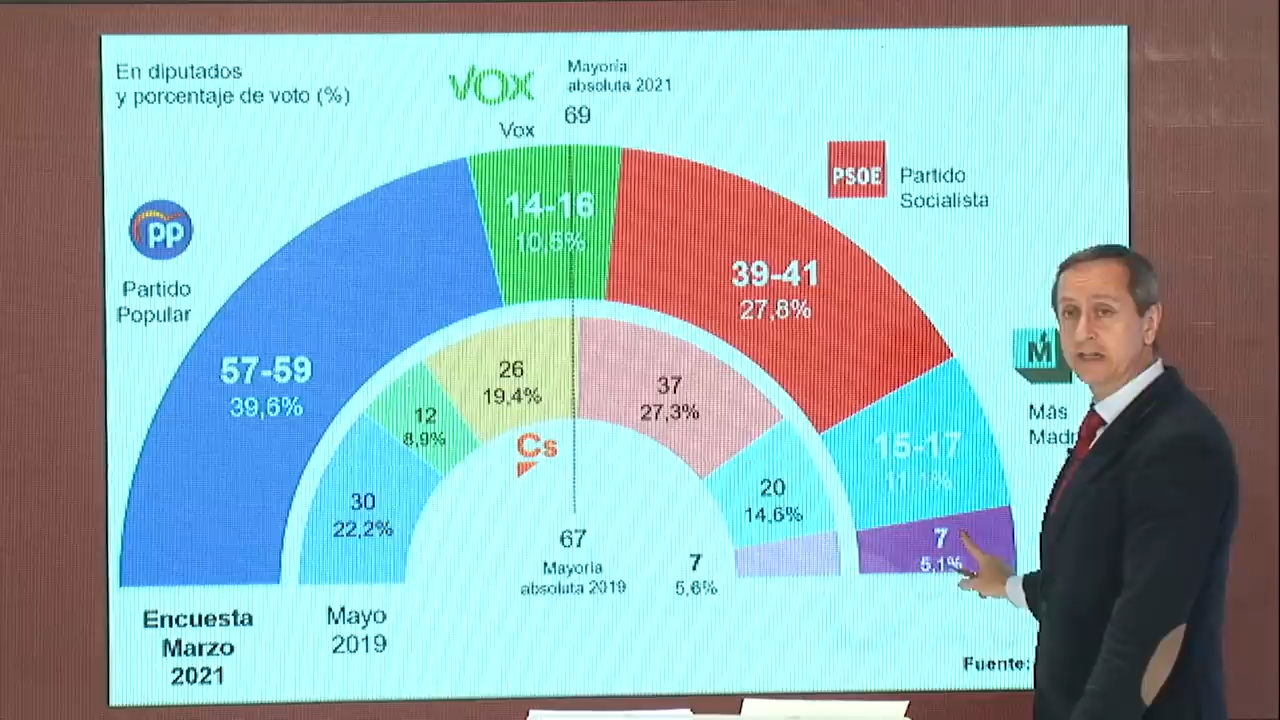 En diputados
y porcentaje de voto (%)
VOX
Vox
Mayoría
absoluta 2021
69
PSOE
Partido
Socialista
pp
Partido
Popular
14-16
39-41
27,8%
57-59
39,6%
M
Más
26
19,4%
37
27,3%
12
8,9%
Cs
15-17
11,1%
30
22,2%
20
14,6%
67
Mayoría
absoluta 2019
7
5,6%
7
5,1%
Encuesta
Marzo
2021
Mayo
2019
Fuente: